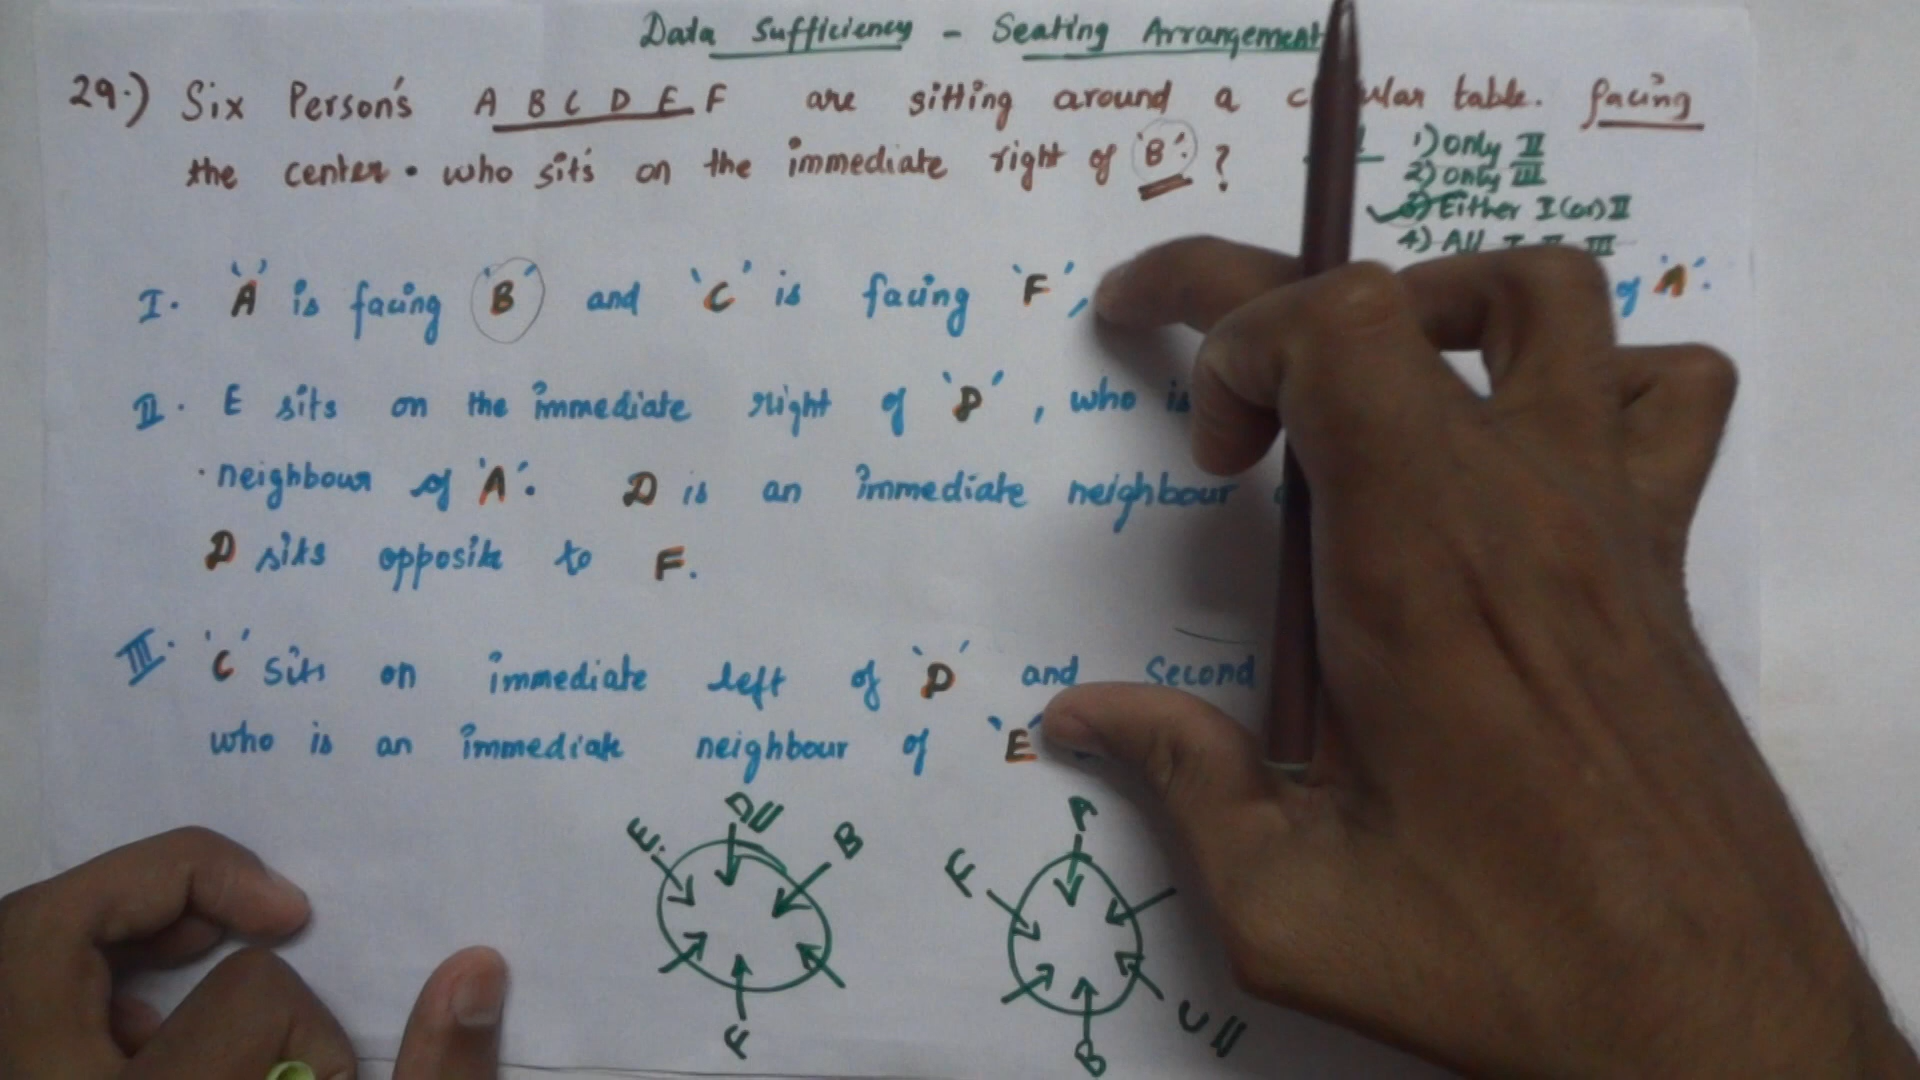 Data Sufficiency - Seating Arrangement
29.) Six Person's A B C D E F are sitting around a table. facing
the center. who sits on the immediate right of 'B'. ?
1) Only II
2) Only III
3) Either I (or) II
4) All I II III
I. 'A' is facing 'B' and 'C' is facing 'F', of 'A'.
II. E sits on the immediate right of 'D', who is
neighbour of 'A'. D is an immediate neighbour
D sits opposite to F.
III. 'C' sits on immediate left of 'D' and Second
who is an immediate neighbour of 'E'
E. D B
F
A
F
C
B